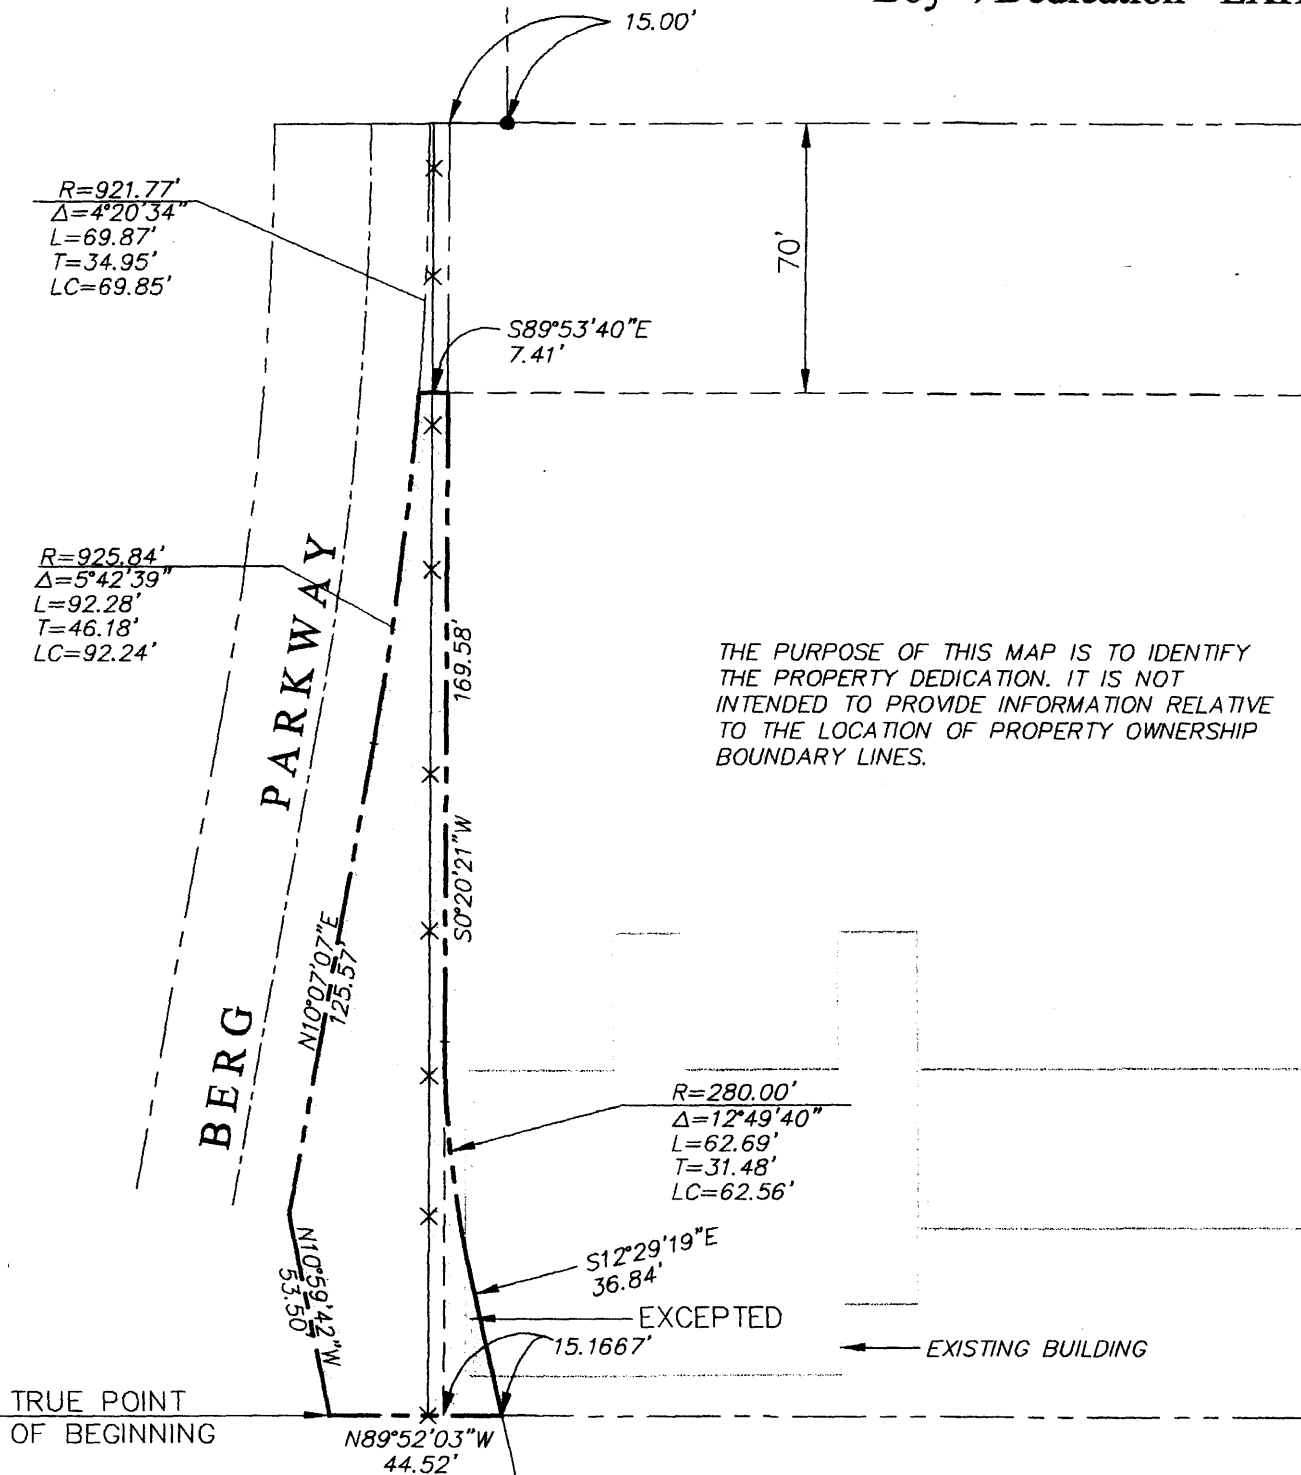 Dedication
15.00'
R=921.77'
Δ=4°20'34"
L=69.87'
T=34.95'
LC=69.85'
70'
S89°53'40"E
7.41'
R=925.84'
Δ=5°42'39"
L=92.28'
T=46.18'
LC=92.24'
BERG PARKWAY
169.58'
S0°20'21"W
THE PURPOSE OF THIS MAP IS TO IDENTIFY
THE PROPERTY DEDICATION. IT IS NOT
INTENDED TO PROVIDE INFORMATION RELATIVE
TO THE LOCATION OF PROPERTY OWNERSHIP
BOUNDARY LINES.
N10°07'07"E
125.57'
R=280.00'
Δ=12°49'40"
L=62.69'
T=31.48'
LC=62.56'
N10°59'42"W
53.50'
S12°29'19"E
36.84'
EXCEPTED
15.1667'
EXISTING BUILDING
TRUE POINT
OF BEGINNING
N89°52'03"W
44.52'